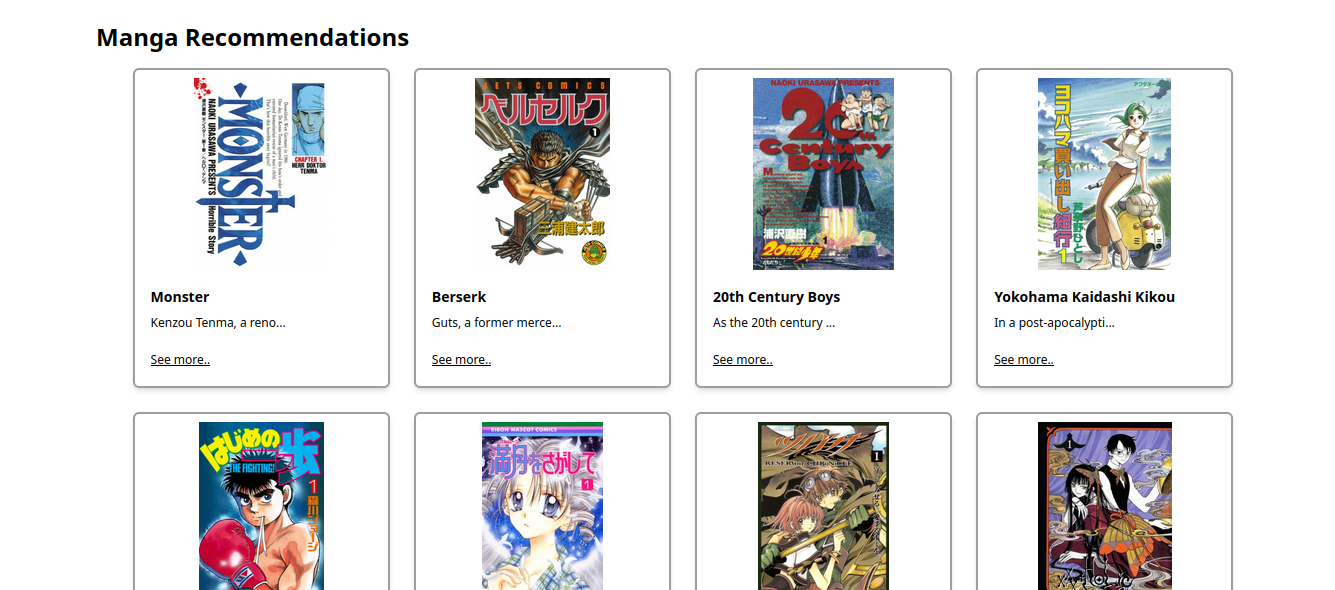 Manga Recommendations
CHAPTER 1.
HERR DOKTOR
TENMA
MONSTER
NAOKI URASAWA PRESENTS
Horrible Story
Monster
Kenzou Tenma, a reno...
See more..
JETS COMICS
ベルセルク
1
三浦建太郎
Berserk
Guts, a former merce...
See more..
NAOKI URASAWA PRESENTS
20th
Century
Boys
浦沢直樹
1
20世紀少年
20th Century Boys
As the 20th century ...
See more..
ヨコハマ買い出し紀行
1
芦奈野ひとし
Yokohama Kaidashi Kikou
In a post-apocalypti...
See more..
はじめの一歩
THE FIGHTING!
1
森川ジョージ
RIBON MASCOT COMICS
満月をさがして
1
ツバサ
RESERVoir CHRoNiCLE
1
1
xxxHOLiC